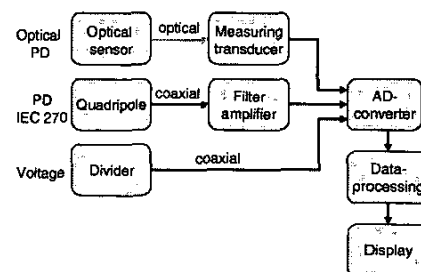 Optical PD
Optical sensor
optical
Measuring transducer
PD IEC 270
Quadripole
coaxial
Filter amplifier
AD-converter
Voltage
Divider
coaxial
Data-processing
Display